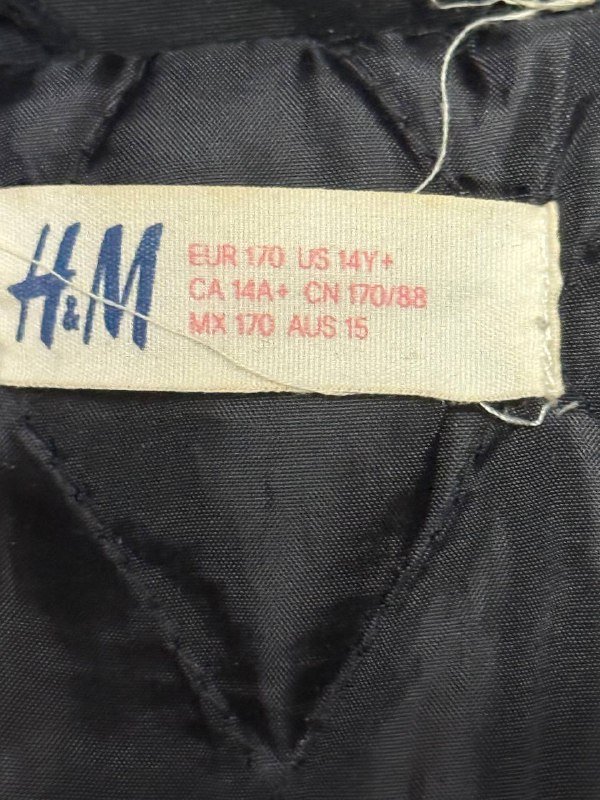 H&M
EUR 170 US 14Y+
CA 14A+ CN 170/88
MX 170 AUS 15